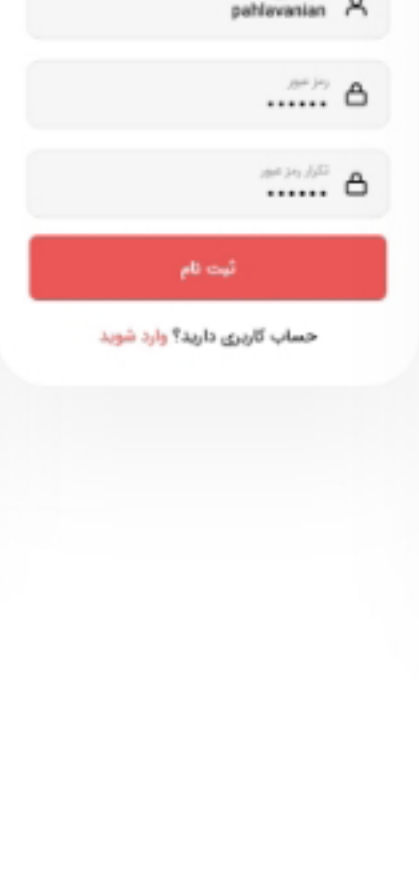 pahlavanian
رمز عبور
••••••
تکرار رمز عبور
••••••
ثبت نام
حساب کاربری دارید؟ وارد شوید